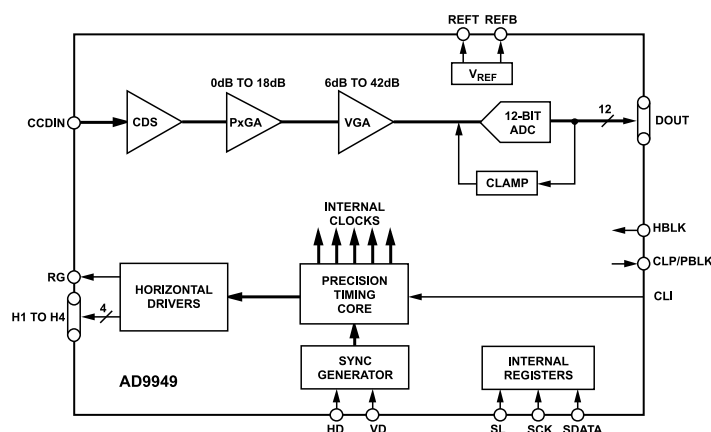 REFT REFB
VREF
0dB TO 18dB
6dB TO 42dB
CCDIN
CDS
PxGA
VGA
12-BIT
ADC
12
DOUT
CLAMP
INTERNAL
CLOCKS
HBLK
CLP/PBLK
RG
HORIZONTAL
DRIVERS
PRECISION
TIMING
CORE
CLI
H1 TO H4
4
SYNC
GENERATOR
INTERNAL
REGISTERS
AD9949
HD VD
SL SCK SDATA